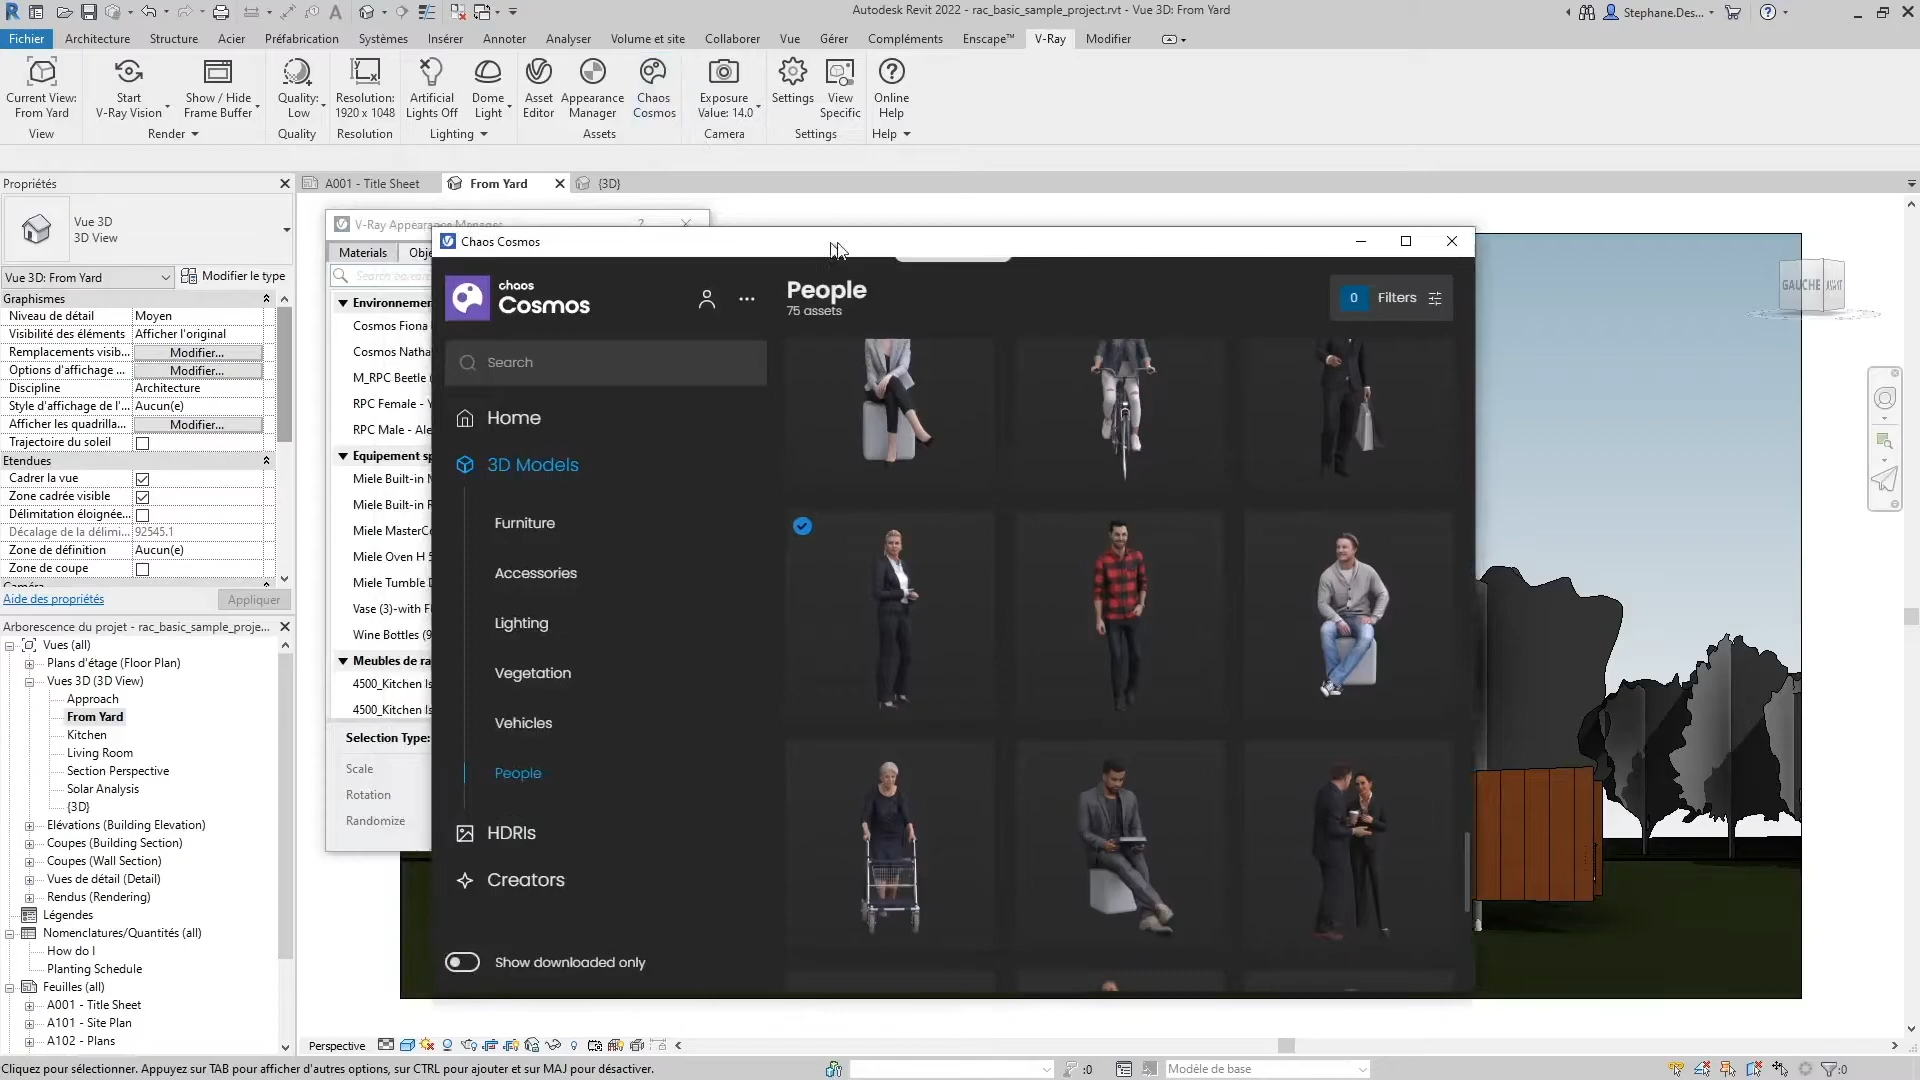 Autodesk Revit 2022 - rac_basic_sample_project.rvt - Vue 3D: From Yard
Stephane.Des...
Fichier Architecture Structure Acier Préfabrication Systèmes Insérer Annoter Analyser Volume et site Collaborer Vue Gérer Compléments Enscape™ V-Ray Modifier
Current View: From Yard
Start V-Ray Vision
Show / Hide Frame Buffer
Quality: Low
Resolution: 1920 x 1048
Artificial Lights Off
Dome Light
Asset Editor
Appearance Manager
Chaos Cosmos
Exposure Value: 14.0
Settings
View Specific
Online Help
View Render Quality Resolution Lighting Assets Camera Settings Help
Propriétés
A001 - Title Sheet
From Yard
{3D}
Vue 3D
3D View
Vue 3D: From Yard
Modifier le type
Graphismes
Niveau de détail Moyen
Visibilité des éléments Afficher l'original
Remplacements visib... Modifier...
Options d'affichage ... Modifier...
Discipline Architecture
Style d'affichage de l'... Aucun(e)
Afficher les quadrilla... Modifier...
Trajectoire du soleil
Etendues
Cadrer la vue
Zone cadrée visible
Délimitation éloignée...
Décalage de la délimi... 92545.1
Zone de définition Aucun(e)
Zone de coupe
Caméra
Aide des propriétés
Appliquer
Arborescence du projet - rac_basic_sample_proje...
Vues (all)
Plans d'étage (Floor Plan)
Vues 3D (3D View)
Approach
From Yard
Kitchen
Living Room
Section Perspective
Solar Analysis
{3D}
Elévations (Building Elevation)
Coupes (Building Section)
Coupes (Wall Section)
Vues de détail (Detail)
Rendus (Rendering)
Légendes
Nomenclatures/Quantités (all)
How do I
Planting Schedule
Feuilles (all)
A001 - Title Sheet
A101 - Site Plan
A102 - Plans
V-Ray Appearance Manager
?
Materials
Obje
Search
Environnemen
Cosmos Fiona
Cosmos Natha
M_RPC Beetle
RPC Female - Y
RPC Male - Ale
Equipement sp
Miele Built-in M
Miele Built-in F
Miele MasterCo
Miele Oven H 5
Miele Tumble D
Vase (3)-with Fl
Wine Bottles (9
Meubles de ra
4500_Kitchen Is
4500_Kitchen Is
Selection Type:
Scale
Rotation
Randomize
Chaos Cosmos
chaos
Cosmos
Search
Home
3D Models
Furniture
Accessories
Lighting
Vegetation
Vehicles
People
HDRIs
Creators
Show downloaded only
People
75 assets
0 Filters
GAUCHE
AVANT
Perspective
Cliquez pour sélectionner. Appuyez sur TAB pour afficher d'autres options, sur CTRL pour ajouter et sur MAJ pour désactiver.
:0
Modèle de base
:0